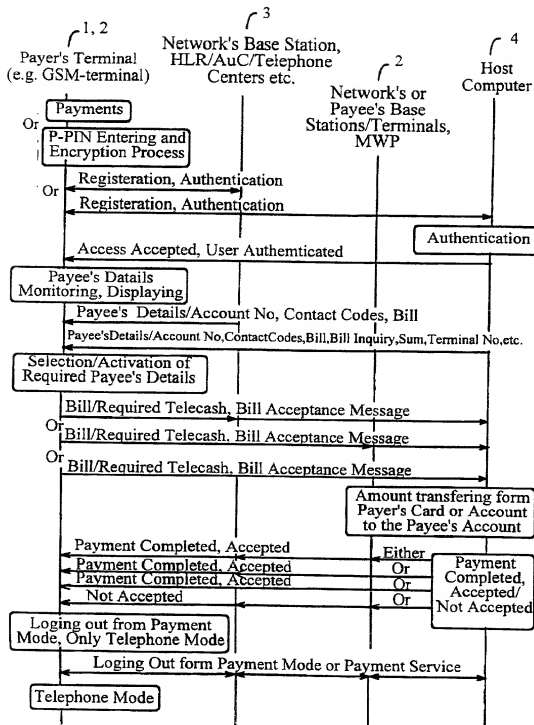 1, 2
3
4
2
Payer's Terminal
(e.g. GSM-terminal)
Network's Base Station,
HLR/AuC/Telephone
Centers etc.
Network's or
Payee's Base
Stations/Terminals,
MWP
Host
Computer
Payments
Or
P-PIN Entering and
Encryption Process
Registeration, Authentication
Or
Registeration, Authentication
Authentication
Access Accepted, User Authemticated
Payee's Datails
Monitoring, Displaying
Payee's Details/Account No, Contact Codes, Bill
Payee'sDetails/Account No,ContactCodes,Bill,Bill Inquiry,Sum,Terminal No,etc.
Selection/Activation of
Required Payee's Details
Bill/Required Telecash, Bill Acceptance Message
Or
Bill/Required Telecash, Bill Acceptance Message
Or
Bill/Required Telecash, Bill Acceptance Message
Amount transfering form
Payer's Card or Account
to the Payee's Account
Payment Completed, Accepted
Either
Payment Completed, Accepted
Or
Payment Completed, Accepted
Or
Not Accepted
Or
Payment
Completed,
Accepted/
Not Accepted
Loging out from Payment
Mode, Only Telephone Mode
Loging Out form Payment Mode or Payment Service
Telephone Mode